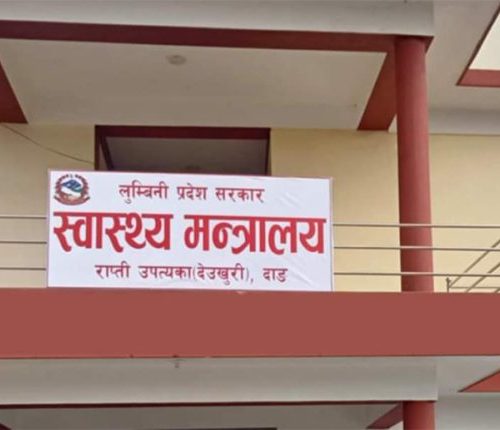 लुम्बिनी प्रदेश सरकार
स्वास्थ्य मन्त्रालय
राप्ती उपत्यका(देउखुरी), दाङ